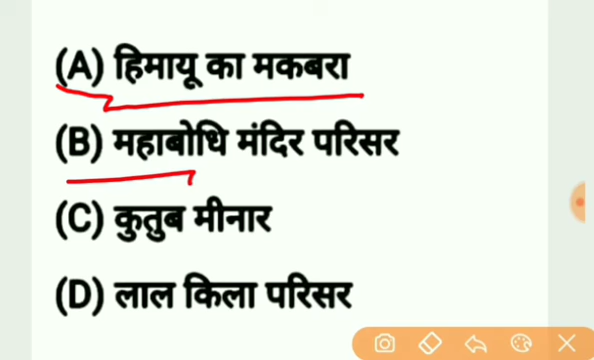 (A) हिमायू का मकबरा
(B) महाबोधि मंदिर परिसर
(C) कुतुब मीनार
(D) लाल किला परिसर